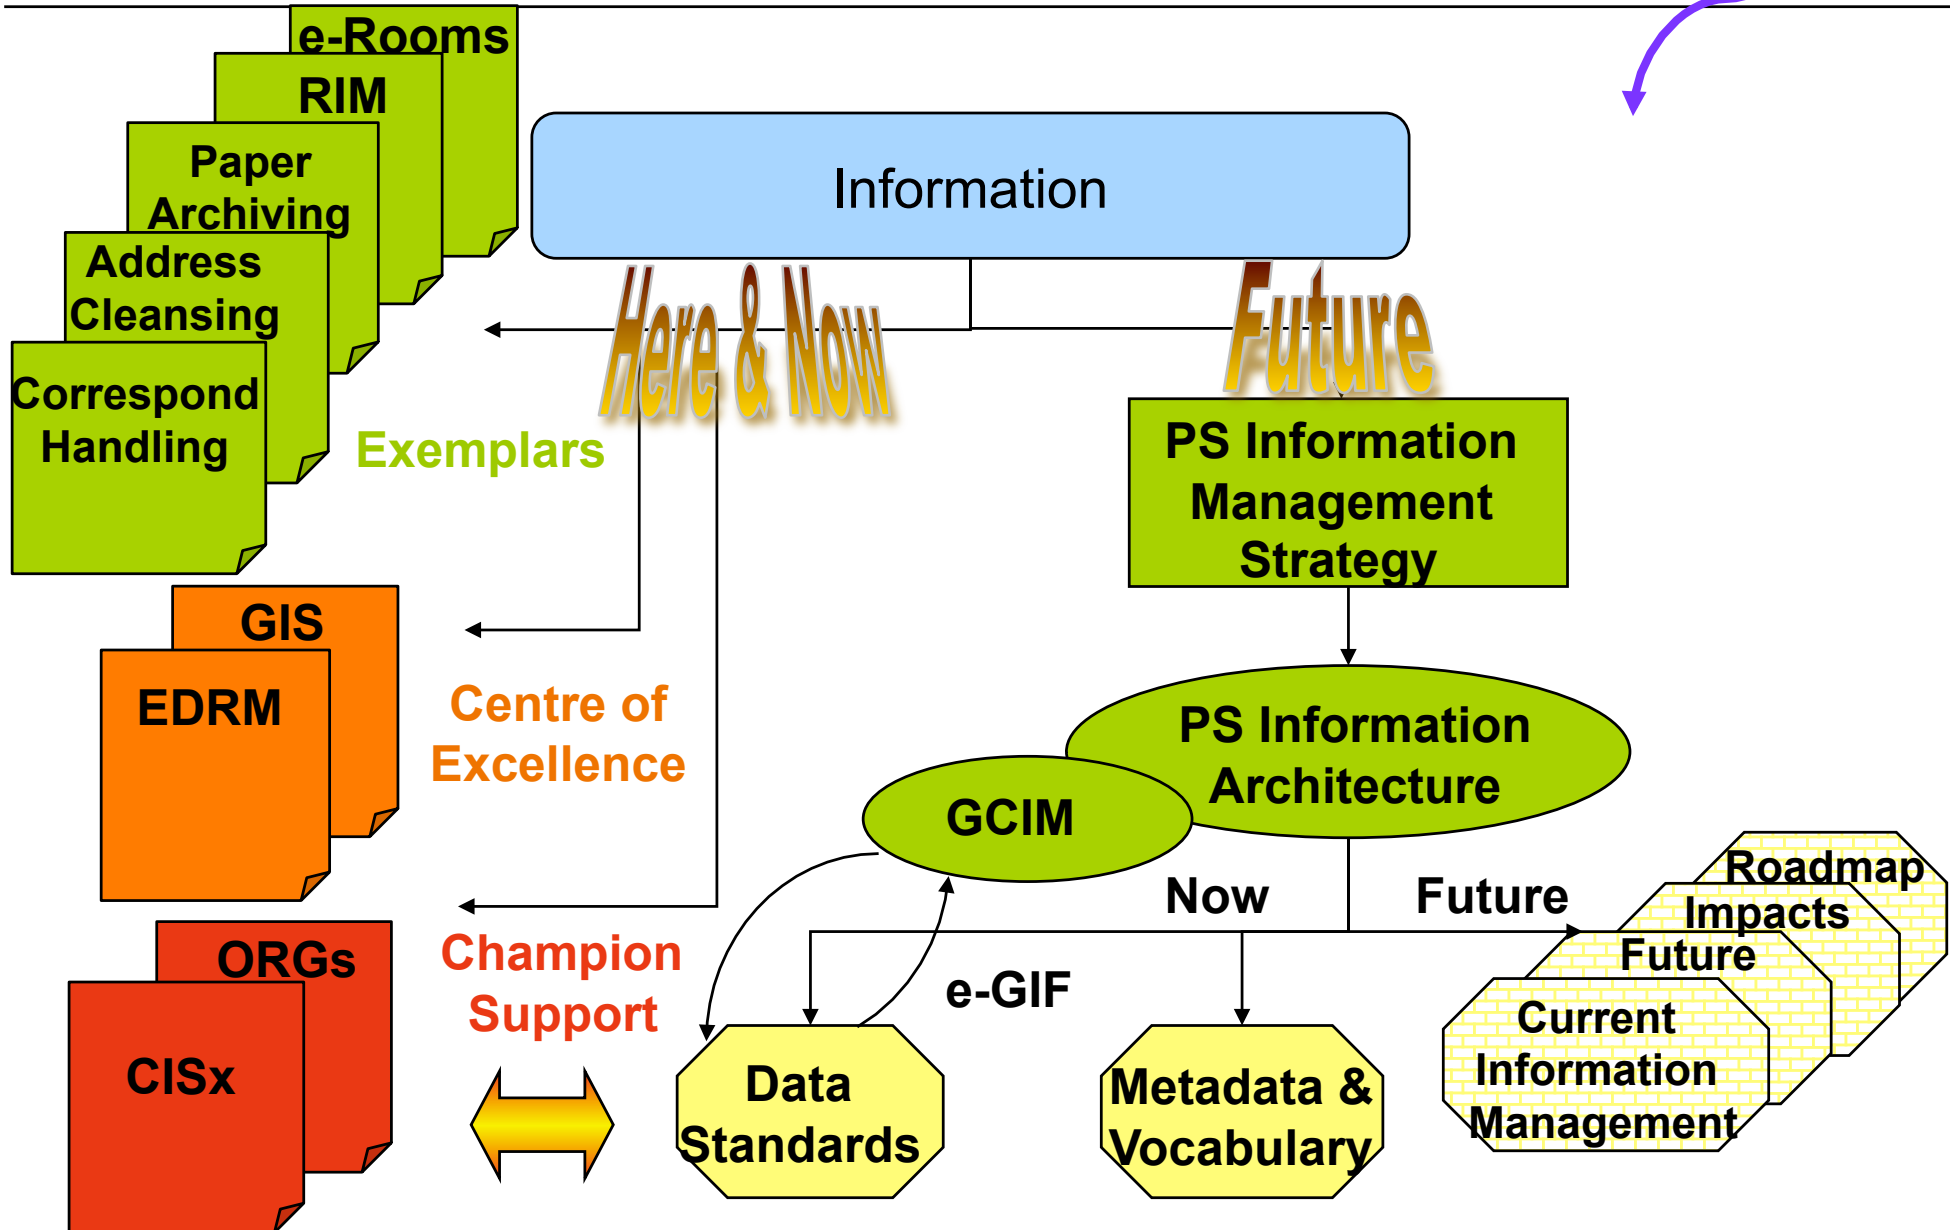 e-Rooms
RIM
Paper
Archiving
Address
Cleansing
Correspond
Handling
Information
Here & Now
Future
Exemplars
PS Information
Management
Strategy
GIS
EDRM
Centre of
Excellence
PS Information
Architecture
GCIM
Now
Future
Roadmap
Impacts
Future
Current
Information
Management
ORGs
CISx
Champion
Support
e-GIF
Data
Standards
Metadata &
Vocabulary